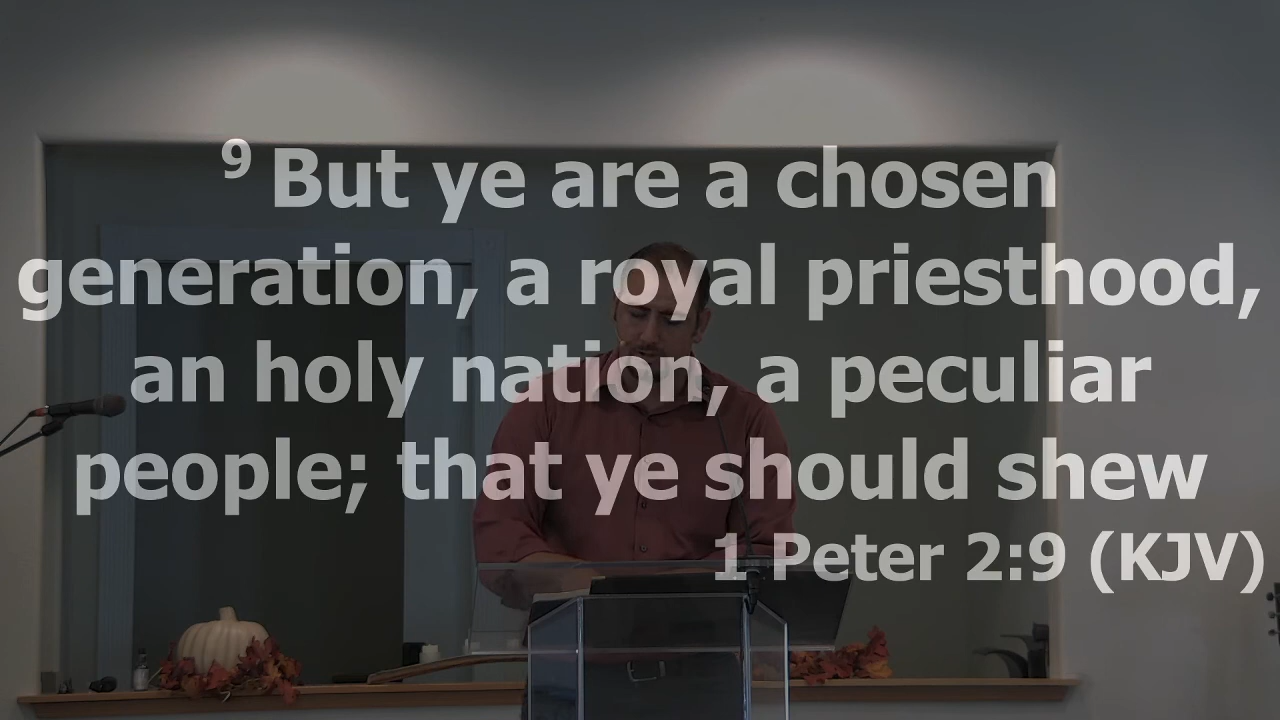 9 But ye are a chosen
generation, a royal priesthood,
an holy nation, a peculiar
people; that ye should shew
1 Peter 2:9 (KJV)